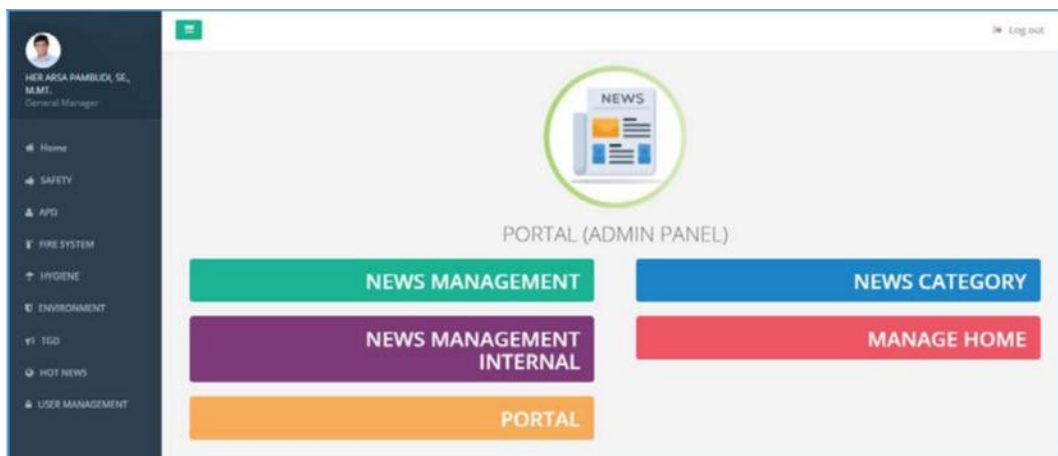 HER ARSA PAMBUDI, SE.,
M.MT.
General Manager
Home
SAFETY
APD
FIRE SYSTEM
HYGIENE
ENVIRONMENT
TGD
HOT NEWS
USER MANAGEMENT
Log out
NEWS
PORTAL (ADMIN PANEL)
NEWS MANAGEMENT
NEWS CATEGORY
NEWS MANAGEMENT
INTERNAL
MANAGE HOME
PORTAL